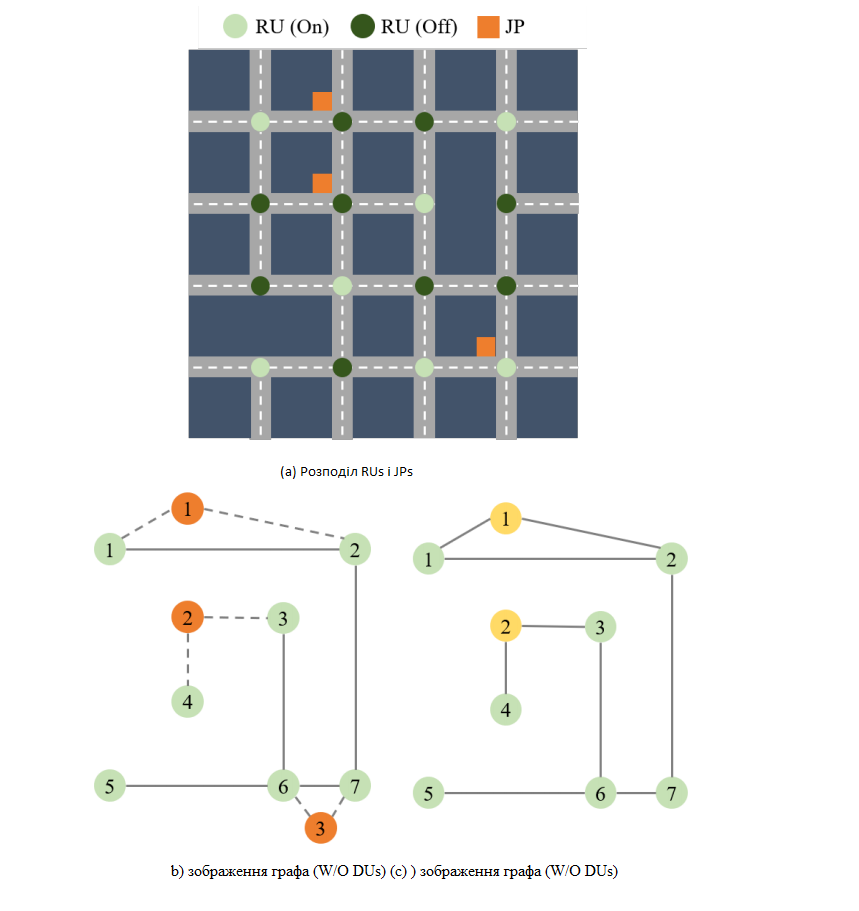 RU (On) RU (Off) JP
(a) Розподіл RUs і JPs
1
1 2
2 3
4
5 6 7
3
1
1 2
2 3
4
5 6 7
b) зображення графа (W/O DUs) (c) ) зображення графа (W/O DUs)